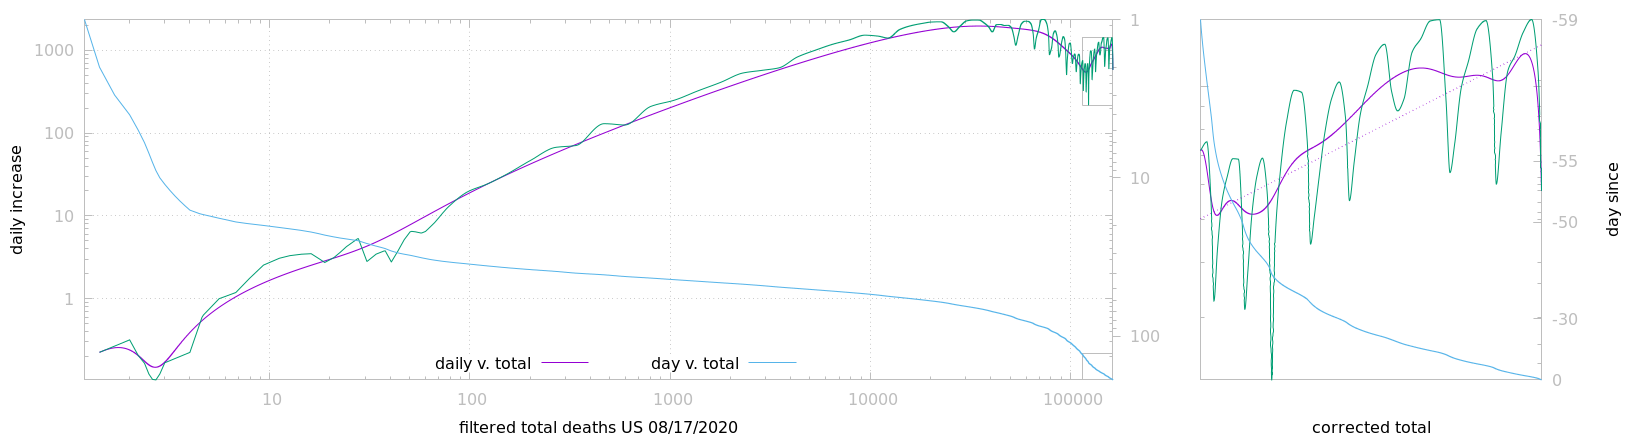 1000
100
10
1
daily increase
daily v. total
day v. total
10
100
1000
10000
100000
filtered total deaths US 08/17/2020
1
10
100
-59
-55
-50
-30
0
day since
corrected total